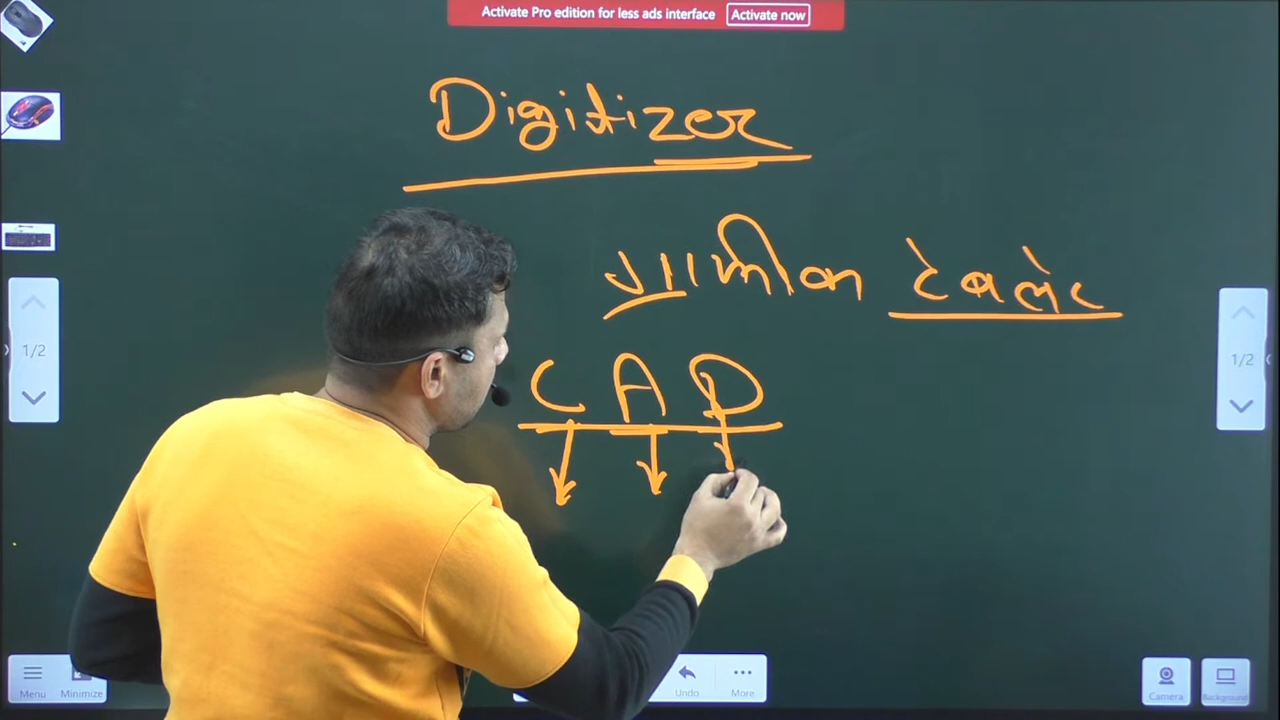 Activate Pro edition for less ads interface Activate now
Digitizer
ગ્રાફીક ટેબલેટ
CAD
1/2
1/2
Menu Minimize Undo More Camera Background